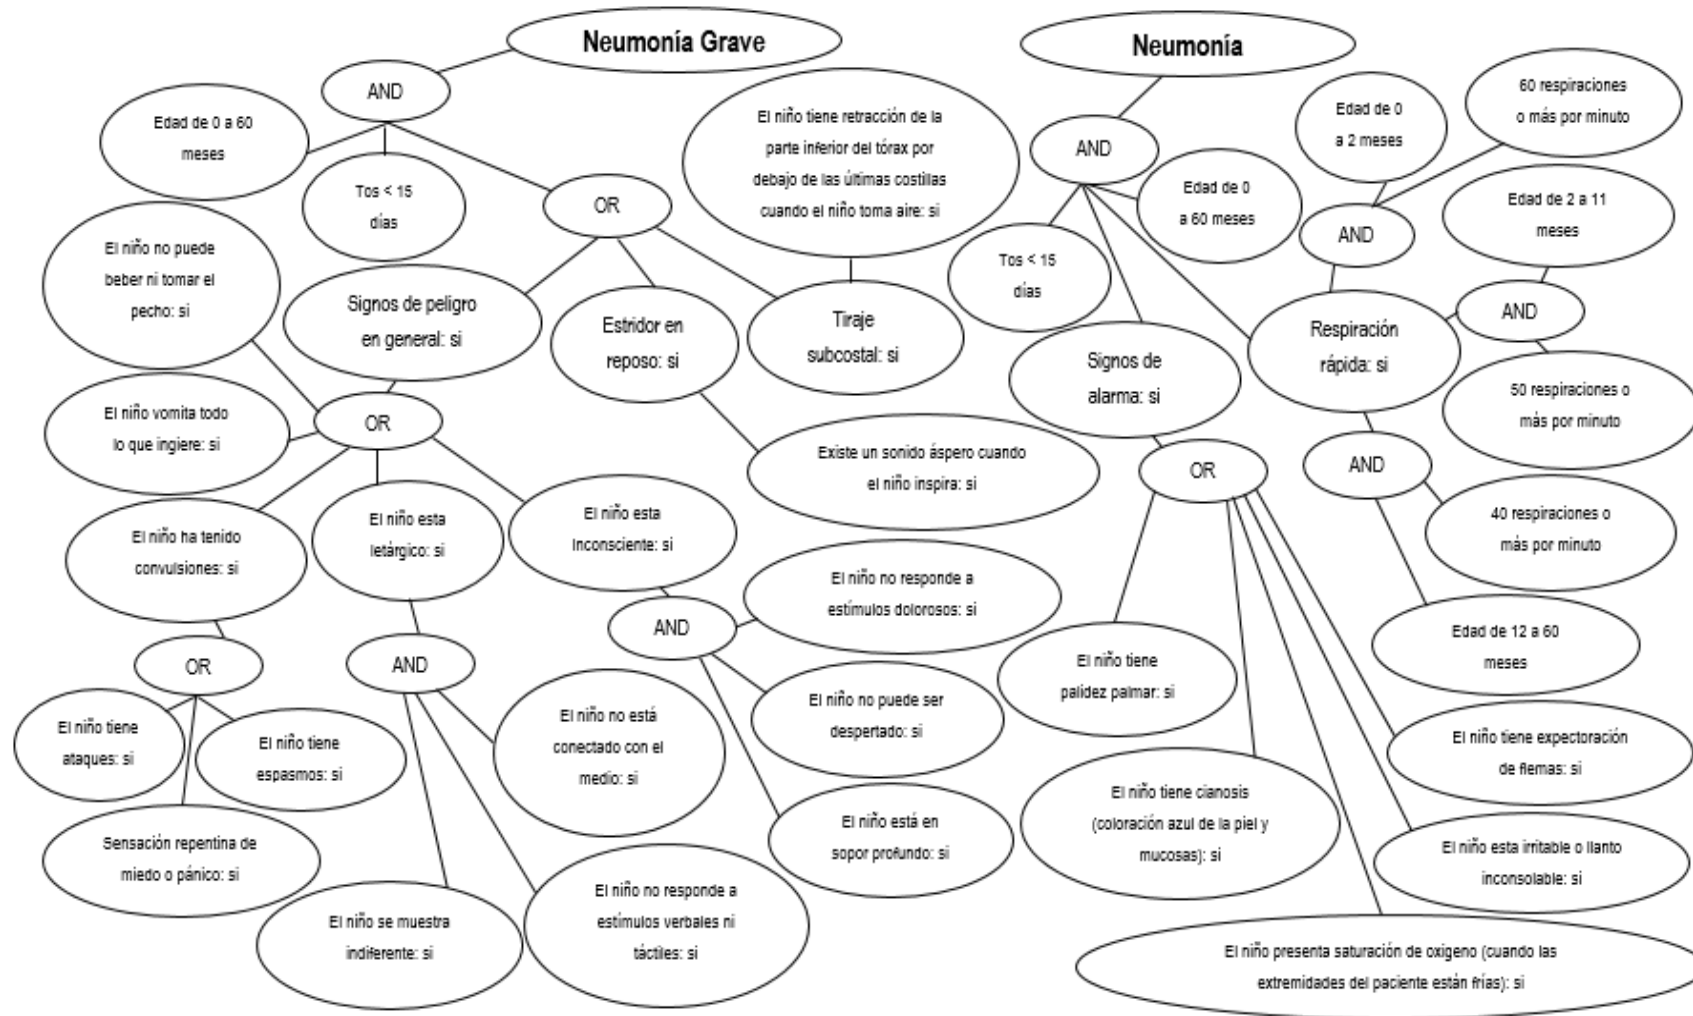 Neumonía Grave
AND
Edad de 0 a 60
meses
Tos < 15
días
OR
El niño tiene retracción de la
parte inferior del tórax por
debajo de las últimas costillas
cuando el niño toma aire: si
El niño no puede
beber ni tomar el
pecho: si
Signos de peligro
en general: si
Estridor en
reposo: si
Tiraje
subcostal: si
El niño vomita todo
lo que ingiere: si
OR
Existe un sonido áspero cuando
el niño inspira: si
El niño ha tenido
convulsiones: si
El niño esta
letárgico: si
El niño esta
Inconsciente: si
El niño no responde a
estímulos dolorosos: si
OR
AND
AND
El niño no puede ser
despertado: si
El niño tiene
ataques: si
El niño tiene
espasmos: si
El niño no está
conectado con el
medio: si
El niño está en
sopor profundo: si
Sensación repentina de
miedo o pánico: si
El niño se muestra
indiferente: si
El niño no responde a
estímulos verbales ni
táctiles: si
Neumonía
AND
Edad de 0
a 2 meses
60 respiraciones
o más por minuto
Edad de 0
a 60 meses
AND
Edad de 2 a 11
meses
Tos < 15
días
Signos de
alarma: si
Respiración
rápida: si
AND
50 respiraciones o
más por minuto
OR
AND
40 respiraciones o
más por minuto
Edad de 12 a 60
meses
El niño tiene
palidez palmar: si
El niño tiene expectoración
de flemas: si
El niño tiene cianosis
(coloración azul de la piel y
mucosas): si
El niño esta irritable o llanto
inconsolable: si
El niño presenta saturación de oxigeno (cuando las
extremidades del paciente están frías): si